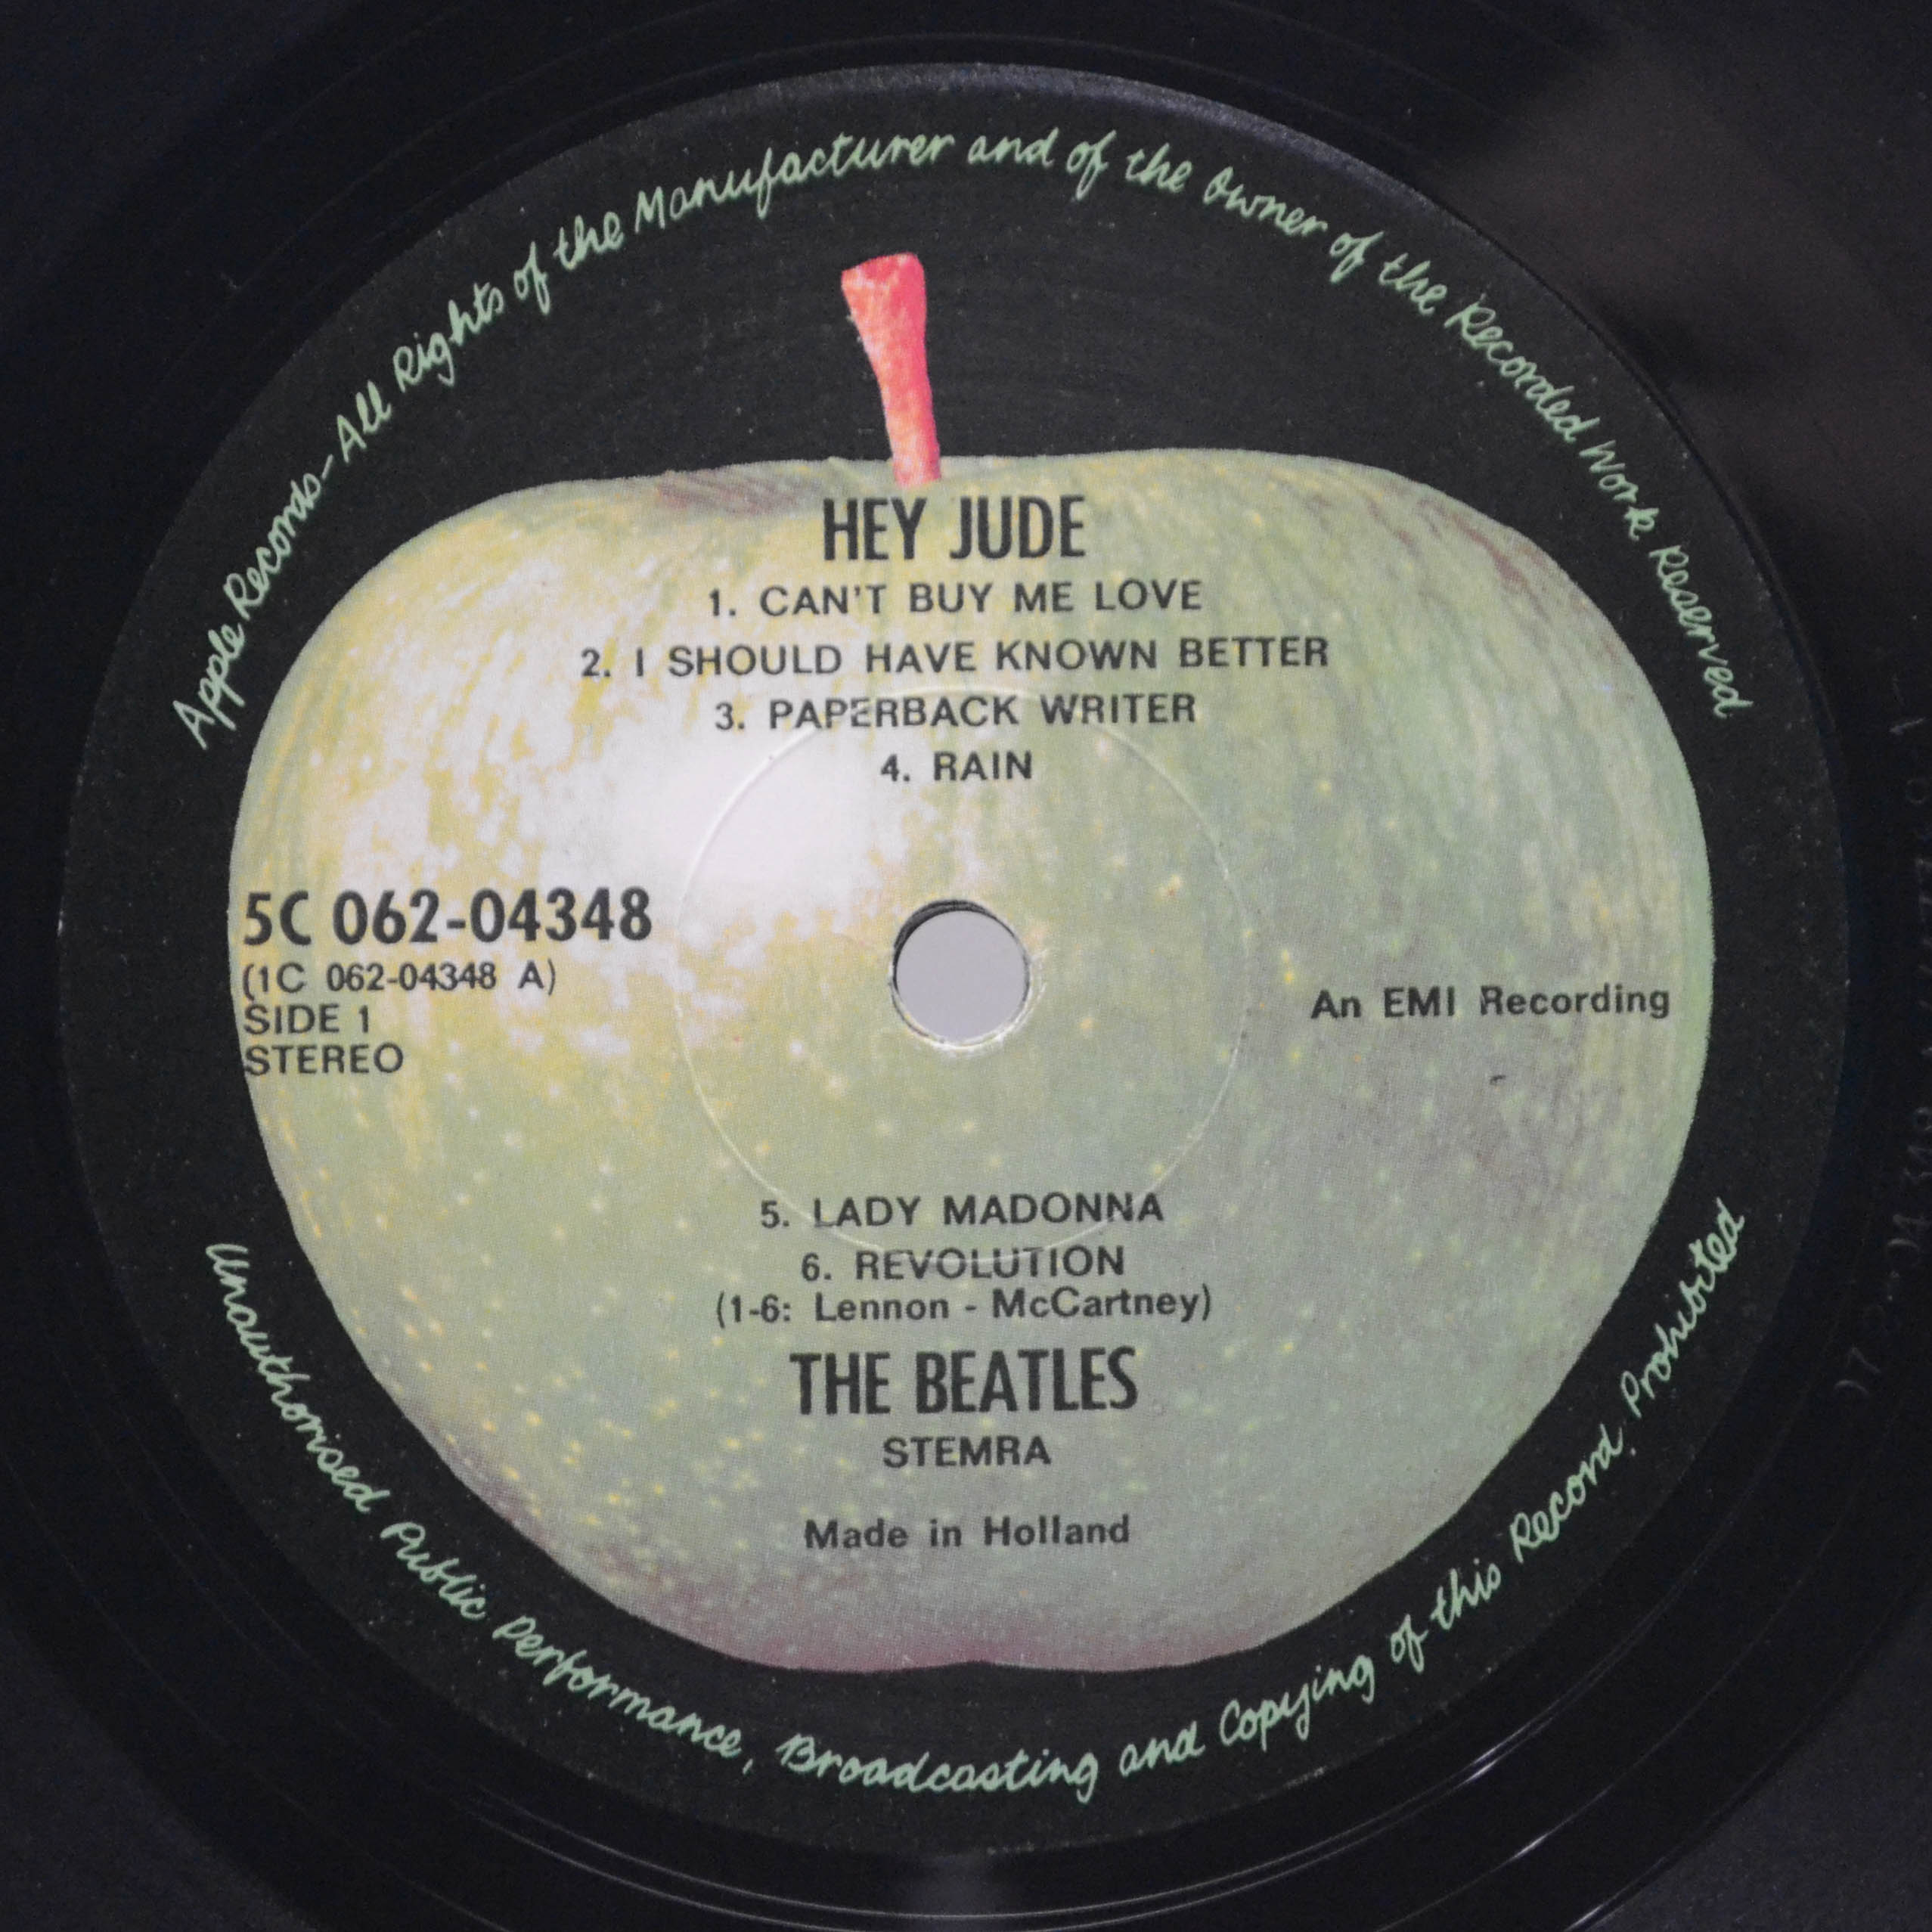 Apple Records-All Rights of the Manufacturer and of the Owner of the Recorded Work Reserved
HEY JUDE
1. CAN'T BUY ME LOVE
2. I SHOULD HAVE KNOWN BETTER
3. PAPERBACK WRITER
4. RAIN
5C 062-04348
(1C 062-04348 A)
SIDE 1
STEREO
An EMI Recording
5. LADY MADONNA
6. REVOLUTION
(1-6: Lennon - McCartney)
THE BEATLES
STEMRA
Made in Holland
Unauthorised Public Performance, Broadcasting and Copying of this Record Prohibited